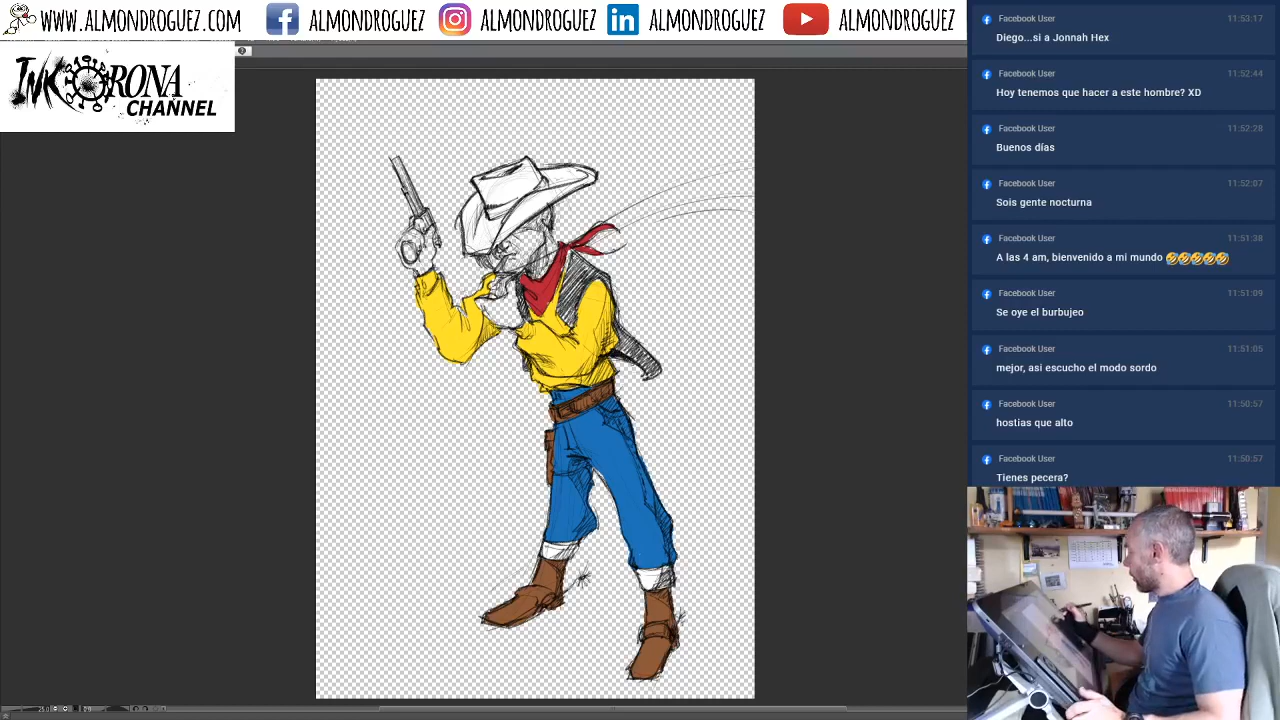 WWW.ALMONDROGUEZ.COM
ALMONDROGUEZ
ALMONDROGUEZ
ALMONDROGUEZ
ALMONDROGUEZ
INKORONA
CHANNEL
Facebook User 11:53:17
Diego...si a Jonnah Hex
Facebook User 11:52:44
Hoy tenemos que hacer a este hombre? XD
Facebook User 11:52:28
Buenos días
Facebook User 11:52:07
Sois gente nocturna
Facebook User 11:51:38
A las 4 am, bienvenido a mi mundo 🤣🤣🤣🤣🤣
Facebook User 11:51:09
Se oye el burbujeo
Facebook User 11:51:05
mejor, asi escucho el modo sordo
Facebook User 11:50:57
hostias que alto
Facebook User 11:50:57
Tienes pecera?